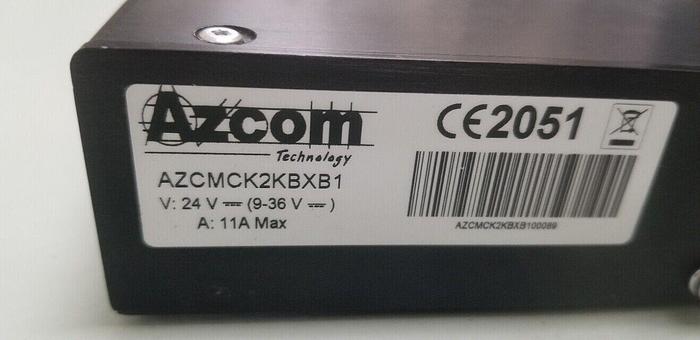 Azcom
Technology
AZCMCK2KBXB1
V: 24 V ⎓ (9-36 V ⎓ )
A: 11A Max
CE2051
AZCMCK2KBXB100089